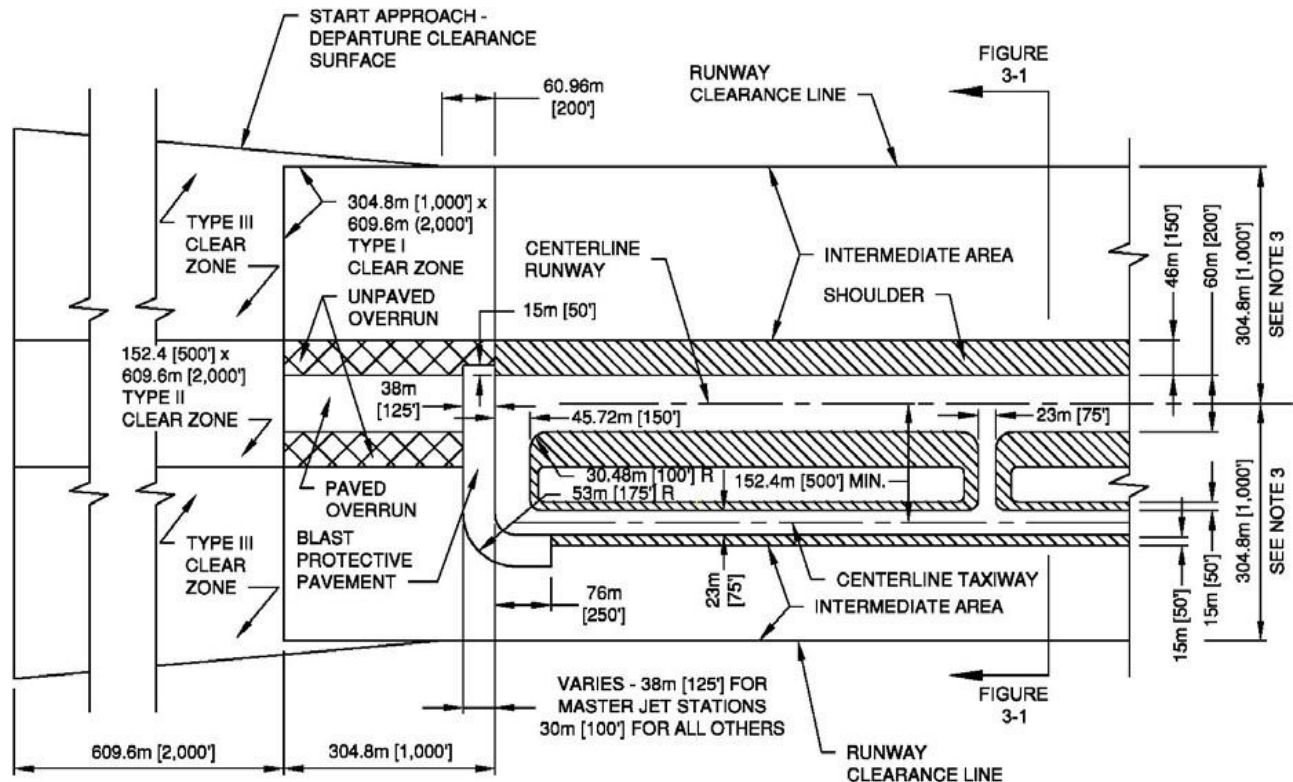 START APPROACH -
DEPARTURE CLEARANCE
SURFACE
60.96m
[200']
RUNWAY
CLEARANCE LINE
FIGURE
3-1
TYPE III
CLEAR
ZONE
304.8m [1,000'] x
609.6m (2,000']
TYPE I
CLEAR ZONE
UNPAVED
OVERRUN
CENTERLINE
RUNWAY
15m [50']
INTERMEDIATE AREA
SHOULDER
46m [150']
60m [200']
304.8m [1,000']
SEE NOTE 3
152.4 [500'] x
609.6m [2,000']
TYPE II
CLEAR ZONE
38m
[125']
45.72m [150']
23m [75']
30.48m [100'] R
53m [175'] R
152.4m [500'] MIN.
PAVED
OVERRUN
BLAST
PROTECTIVE
PAVEMENT
TYPE III
CLEAR
ZONE
76m
[250']
23m
[75']
CENTERLINE TAXIWAY
INTERMEDIATE AREA
15m [50']
15m [50']
304.8m [1,000']
SEE NOTE 3
VARIES - 38m [125'] FOR
MASTER JET STATIONS
30m [100'] FOR ALL OTHERS
FIGURE
3-1
609.6m [2,000']
304.8m [1,000']
RUNWAY
CLEARANCE LINE